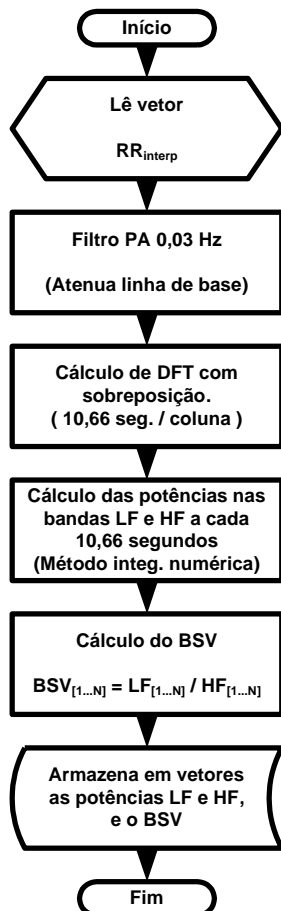 Início
Lê vetor
RRinterp
Filtro PA 0,03 Hz
(Atenua linha de base)
Cálculo de DFT com
sobreposição.
( 10,66 seg. / coluna )
Cálculo das potências nas
bandas LF e HF a cada
10,66 segundos
(Método integ. numérica)
Cálculo do BSV
BSV[1...N] = LF[1...N] / HF[1...N]
Armazena em vetores
as potências LF e HF,
e o BSV
Fim